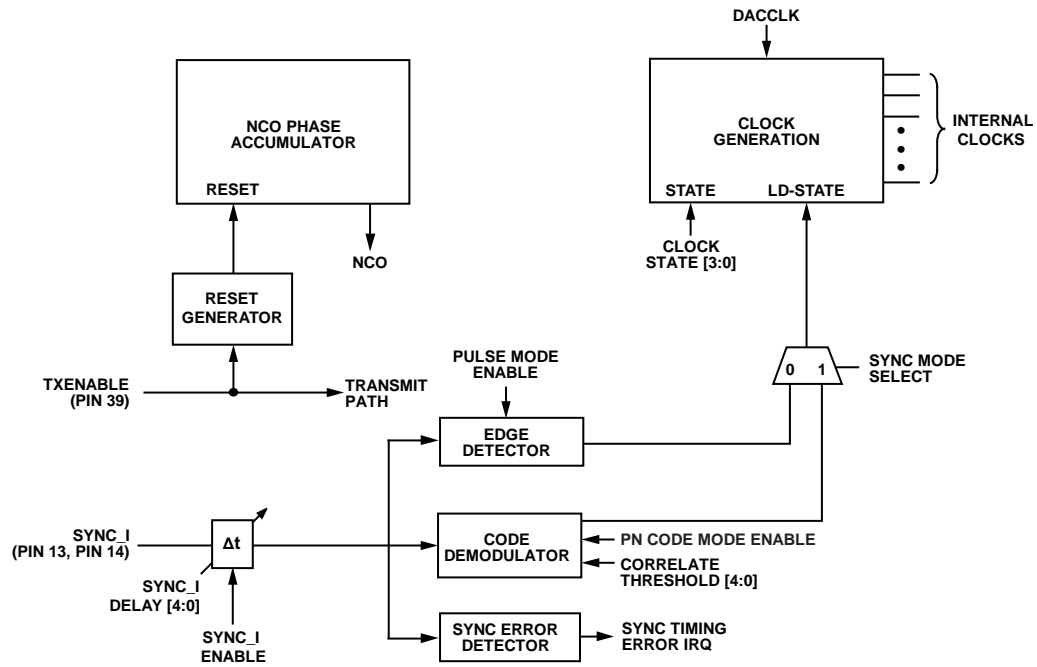 DACCLK
NCO PHASE
ACCUMULATOR
RESET
CLOCK
GENERATION
STATE
LD-STATE
INTERNAL
CLOCKS
NCO
CLOCK
STATE [3:0]
RESET
GENERATOR
TXENABLE
(PIN 39)
TRANSMIT
PATH
PULSE MODE
ENABLE
0 1
SYNC MODE
SELECT
EDGE
DETECTOR
SYNC_I
(PIN 13, PIN 14)
Δt
SYNC_I
DELAY [4:0]
SYNC_I
ENABLE
CODE
DEMODULATOR
PN CODE MODE ENABLE
CORRELATE
THRESHOLD [4:0]
SYNC ERROR
DETECTOR
SYNC TIMING
ERROR IRQ